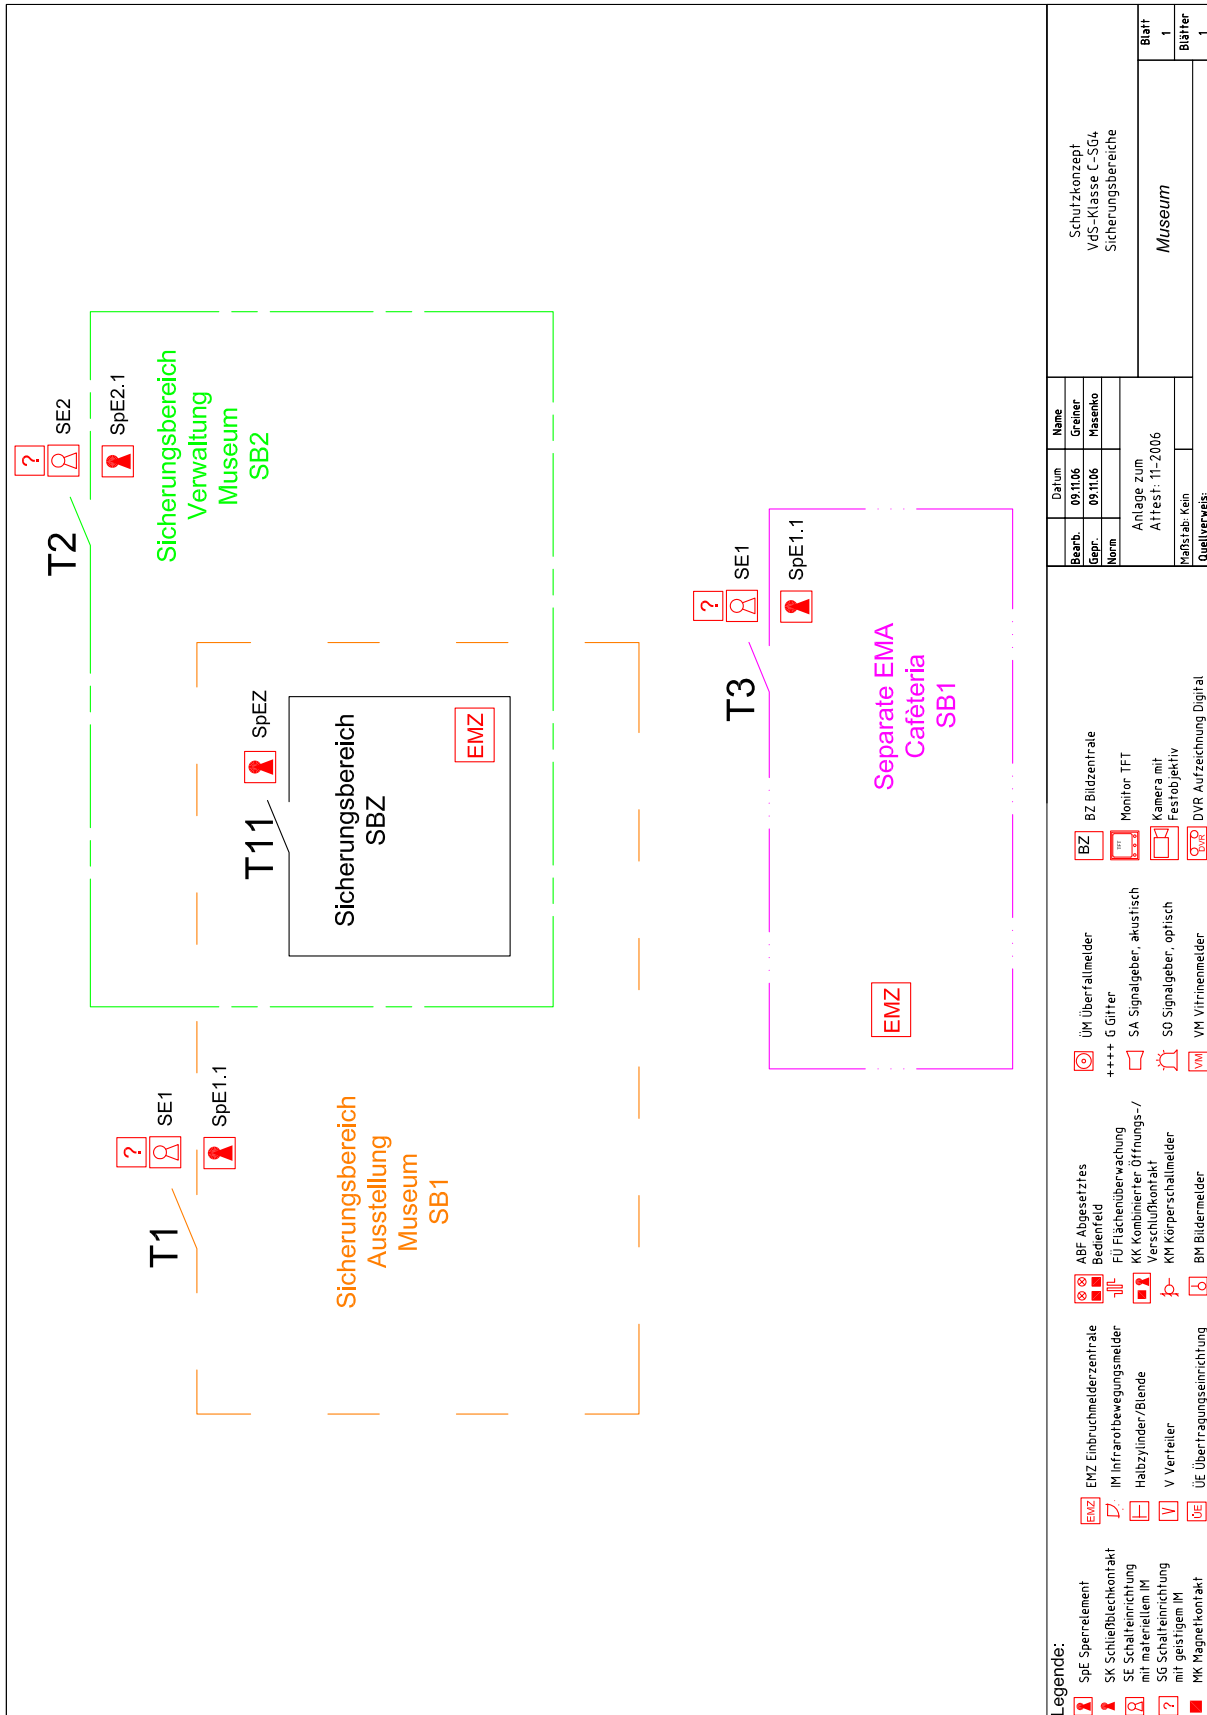 T1
?
SE1
SpE1.1
Sicherungsbereich
Ausstellung
Museum
SB1
T2
?
SE2
SpE2.1
Sicherungsbereich
Verwaltung
Museum
SB2
T11
SpEZ
Sicherungsbereich
SBZ
EMZ
T3
?
SE1
SpE1.1
Separate EMA
Cafèteria
SB1
EMZ
Legende:
SpE Sperrelement
SK Schließblechkontakt
SE Schalteinrichtung
mit materiellem IM
? SG Schalteinrichtung
mit geistigem IM
MK Magnetkontakt
EMZ EMZ Einbruchmelderzentrale
IM Infrarotbewegungsmelder
Halbzylinder/Blende
V V Verteiler
ÜE ÜE Übertragungseinrichtung
ABF Abgesetztes
Bedienfeld
FÜ Flächenüberwachung
KK Kombinierter Öffnungs-/
Verschlußkontakt
KM Körperschallmelder
BM Bildermelder
ÜM Überfallmelder
++++ G Gitter
SA Signalgeber, akustisch
SO Signalgeber, optisch
VM VM Vitrinenmelder
BZ BZ Bildzentrale
TFT Monitor TFT
Kamera mit
Festobjektiv
DVR DVR Aufzeichnung Digital
Datum Name
Bearb. 09.11.06 Greiner
Gepr. 09.11.06 Masenko
Norm
Anlage zum
Attest: 11-2006
Maßstab: Kein
Quellverweis:
Schutzkonzept
VdS-Klasse C-SG4
Sicherungsbereiche
Museum
Blatt
1
Blätter
1